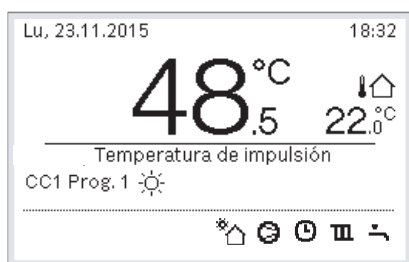 Lu, 23.11.2015 18:32
48.5 °C
22.0 °C
Temperatura de impulsión
CC1 Prog. 1